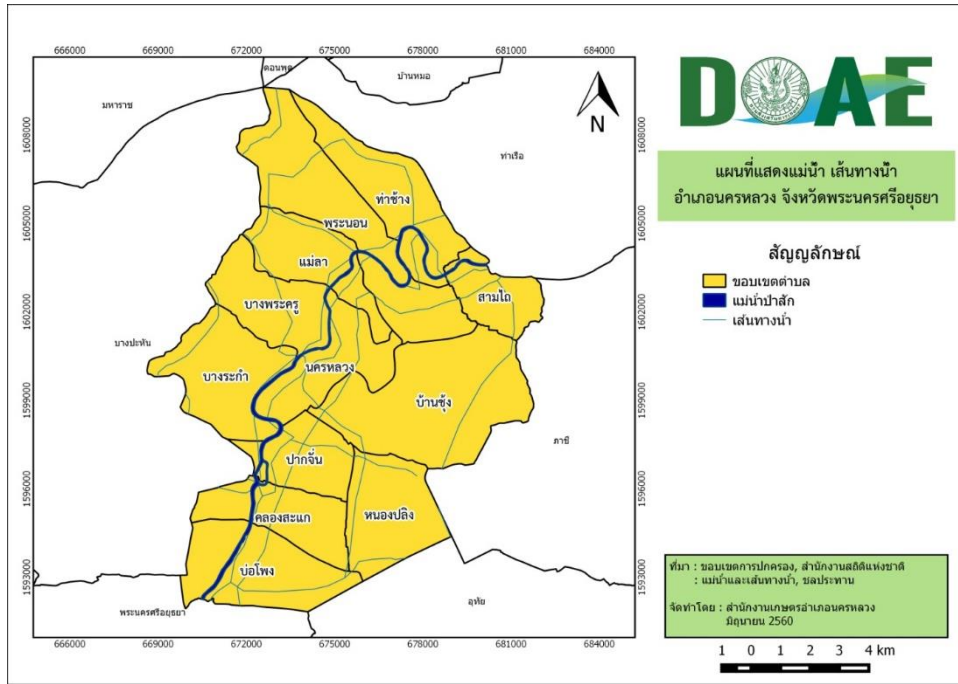 666000 669000 672000 675000 678000 681000 684000
ดอนพุด
บ้านหมอ
มหาราช
ท่าเรือ
N
1608000 1608000
ท่าช้าง
พระนอน
1605000 1605000
แม่ลา
บางพระครู
สามไถ
1602000 1602000
บางปะหัน
นครหลวง
บางระกำ
บ้านชุ้ง
1599000 1599000
ภาชี
ปากจั่น
1596000 1596000
คลองสะแก
หนองปลิง
บ่อโพง
1593000 1593000
พระนครศรีอยุธยา
อุทัย
666000 669000 672000 675000 678000 681000 684000
DOAE
แผนที่แสดงแม่น้ำ เส้นทางน้ำ
อำเภอนครหลวง จังหวัดพระนครศรีอยุธยา
สัญญลักษณ์
ขอบเขตตำบล
แม่น้ำป่าสัก
เส้นทางน้ำ
ที่มา : ขอบเขตการปกครอง, สำนักงานสถิติแห่งชาติ
: แม่น้ำและเส้นทางน้ำ, ชลประทาน
จัดทำโดย : สำนักงานเกษตรอำเภอนครหลวง
มิถุนายน 2560
1 0 1 2 3 4 km